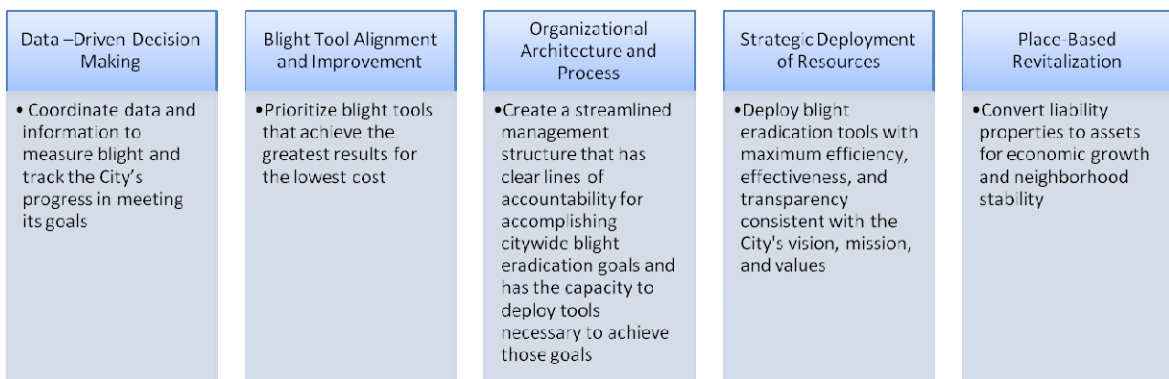 Data –Driven Decision
Making
• Coordinate data and
information to
measure blight and
track the City's
progress in meeting
its goals
Blight Tool Alignment
and Improvement
•Prioritize blight tools
that achieve the
greatest results for
the lowest cost
Organizational
Architecture and
Process
•Create a streamlined
management
structure that has
clear lines of
accountability for
accomplishing
citywide blight
eradication goals and
has the capacity to
deploy tools
necessary to achieve
those goals
Strategic Deployment
of Resources
•Deploy blight
eradication tools with
maximum efficiency,
effectiveness, and
transparency
consistent with the
City's vision, mission,
and values
Place-Based
Revitalization
•Convert liability
properties to assets
for economic growth
and neighborhood
stability